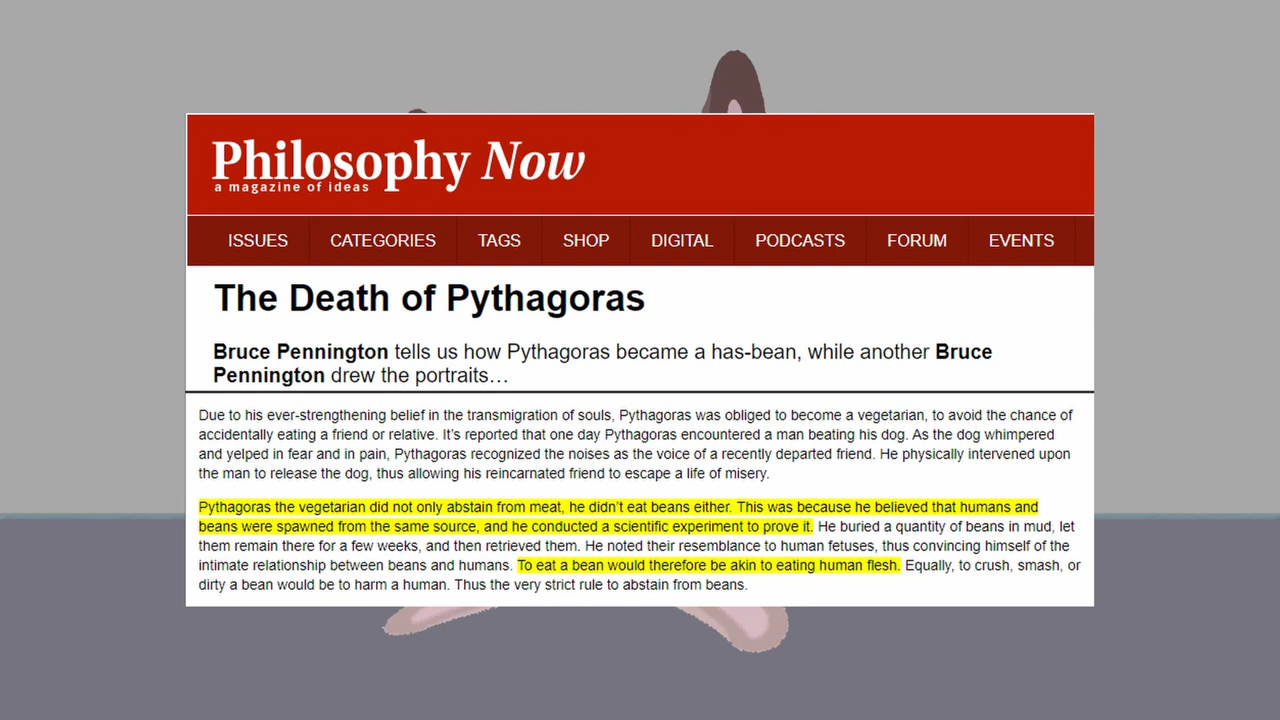 Philosophy Now
a magazine of ideas
ISSUES CATEGORIES TAGS SHOP DIGITAL PODCASTS FORUM EVENTS
The Death of Pythagoras
Bruce Pennington tells us how Pythagoras became a has-bean, while another Bruce
Pennington drew the portraits…
Due to his ever-strengthening belief in the transmigration of souls, Pythagoras was obliged to become a vegetarian, to avoid the chance of
accidentally eating a friend or relative. It’s reported that one day Pythagoras encountered a man beating his dog. As the dog whimpered
and yelped in fear and in pain, Pythagoras recognized the noises as the voice of a recently departed friend. He physically intervened upon
the man to release the dog, thus allowing his reincarnated friend to escape a life of misery.
Pythagoras the vegetarian did not only abstain from meat, he didn’t eat beans either. This was because he believed that humans and
beans were spawned from the same source, and he conducted a scientific experiment to prove it. He buried a quantity of beans in mud, let
them remain there for a few weeks, and then retrieved them. He noted their resemblance to human fetuses, thus convincing himself of the
intimate relationship between beans and humans. To eat a bean would therefore be akin to eating human flesh. Equally, to crush, smash, or
dirty a bean would be to harm a human. Thus the very strict rule to abstain from beans.